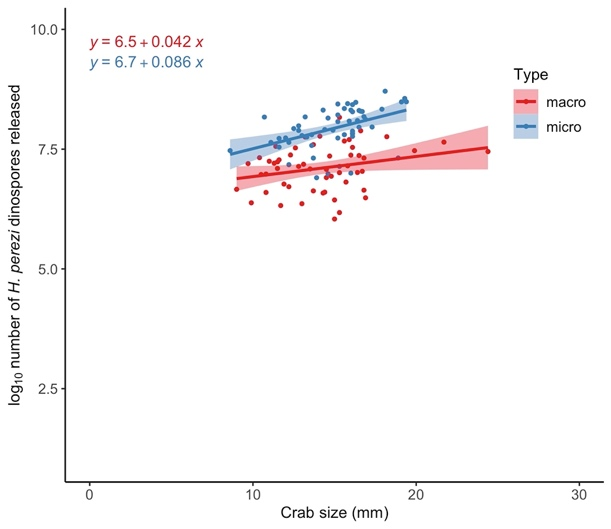 y = 6.5 + 0.042 x
y = 6.7 + 0.086 x
Type
macro
micro
log10 number of H. perezi dinospores released
10.0
7.5
5.0
2.5
0 10 20 30
Crab size (mm)